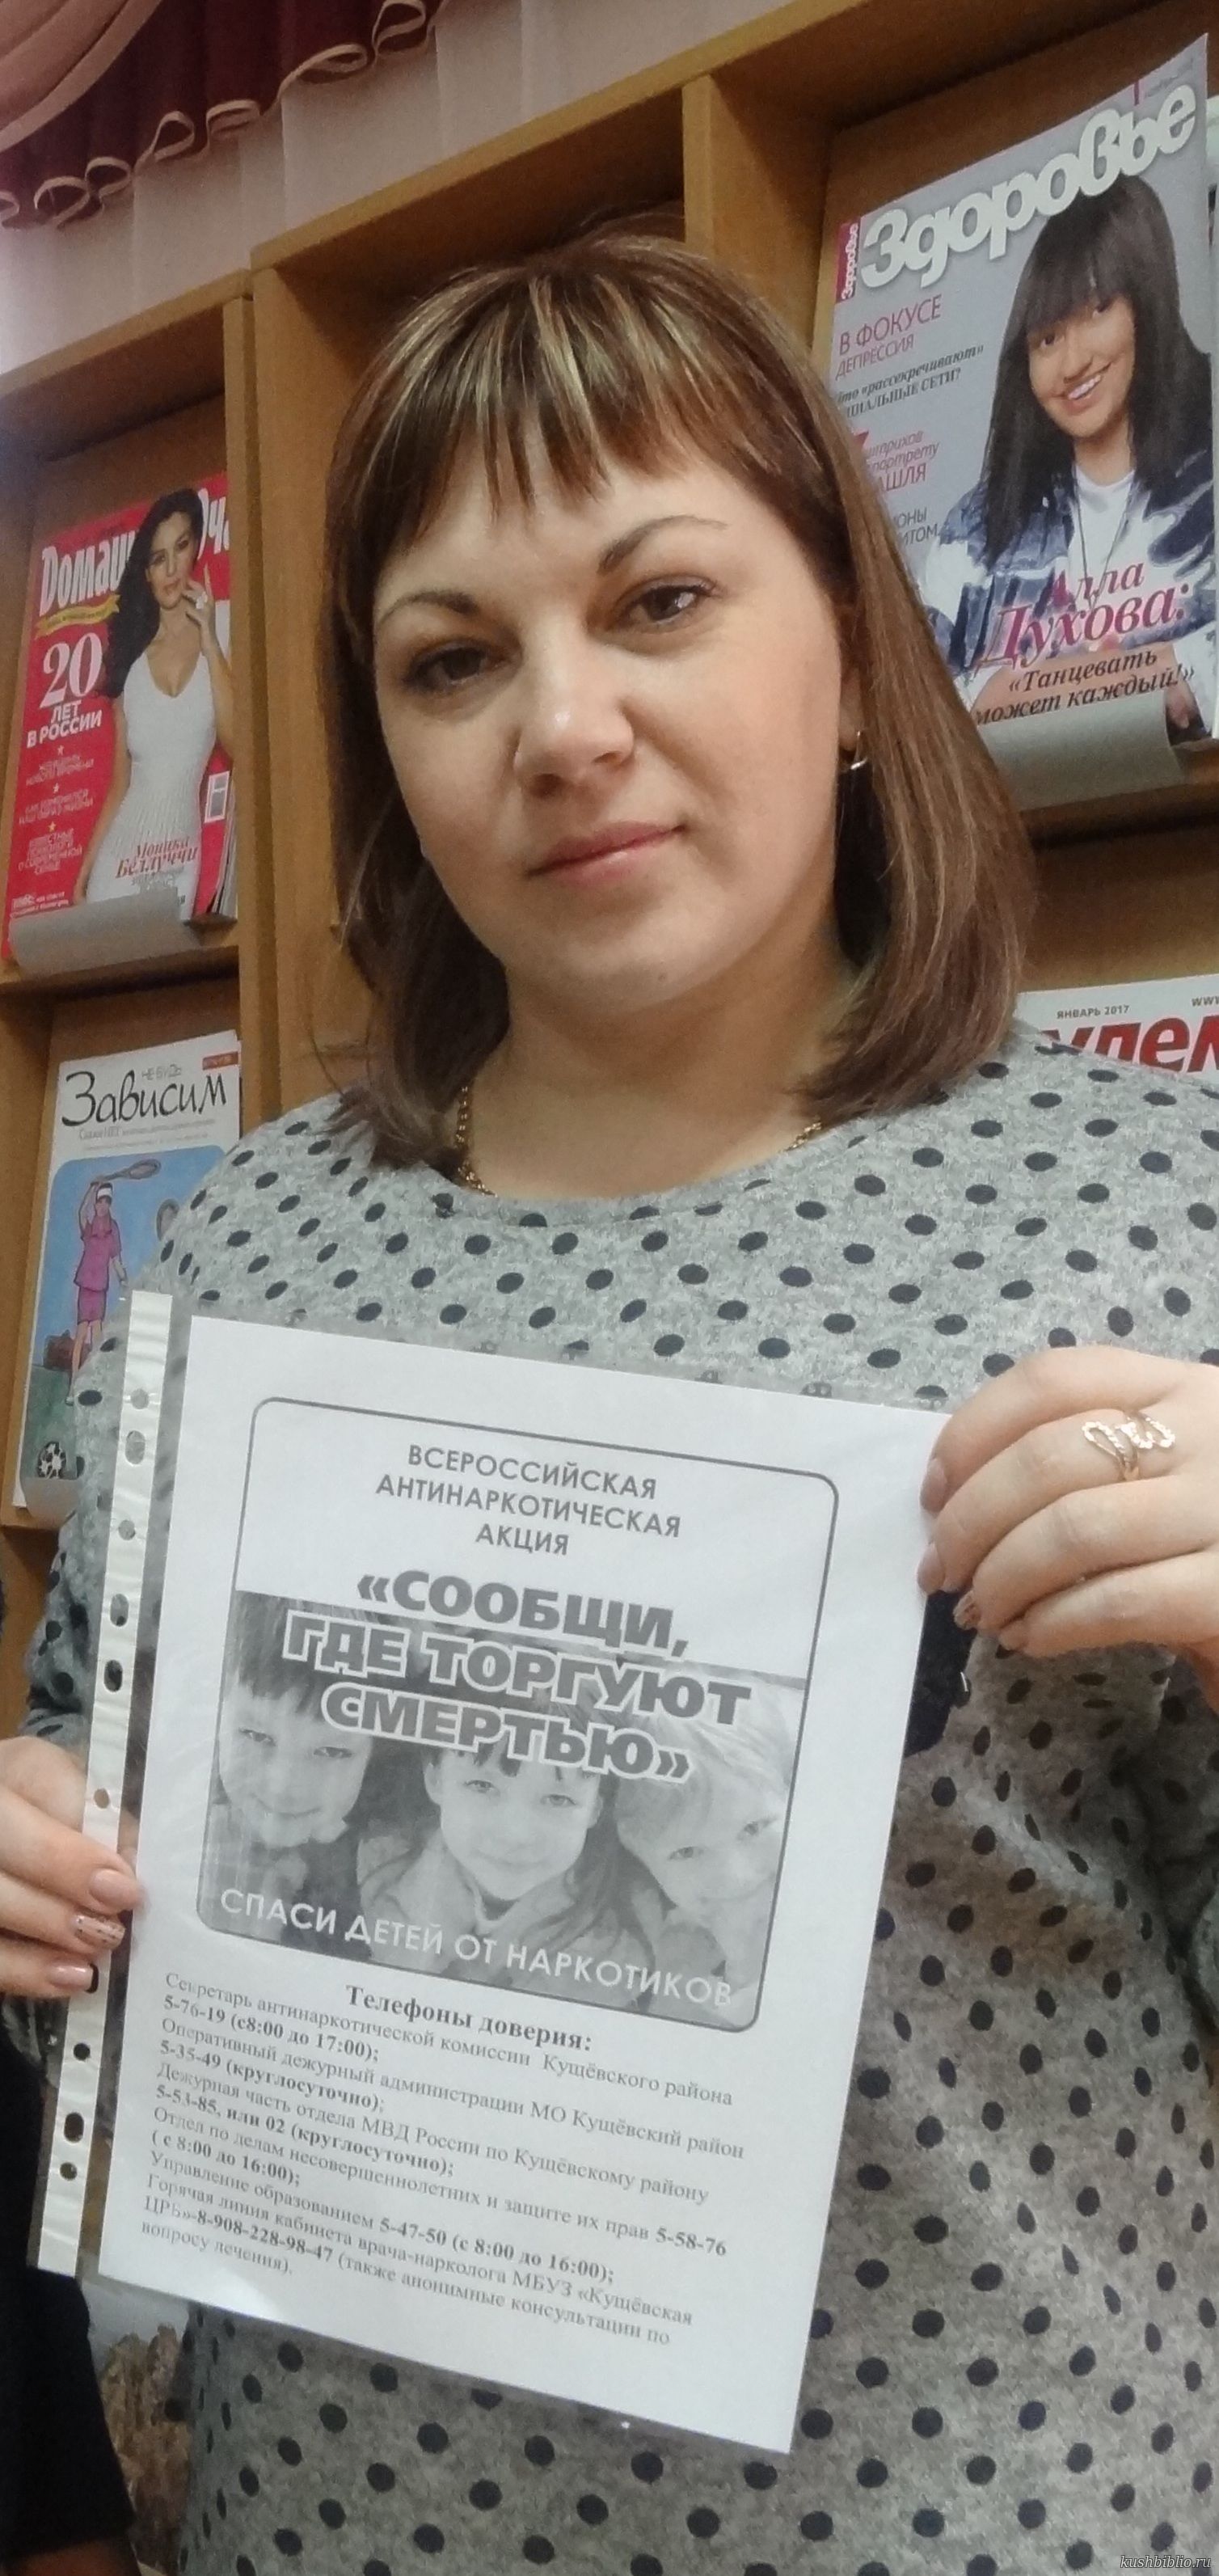 Здоровье
Здоровье
В ФОКУСЕ
ДЕПРЕССИЯ
«рассекречивают»
СЕТИ?
Алла
Духова:
«Танцевать
может каждый!»
20
ЛЕТ
В РОССИИ
Моника
Беллуччи
НЕ БУДЬ
Зависим
ЯНВАРЬ 2017
ВСЕРОССИЙСКАЯ
АНТИНАРКОТИЧЕСКАЯ
АКЦИЯ
«СООБЩИ,
ГДЕ ТОРГУЮТ
СМЕРТЬЮ»
СПАСИ ДЕТЕЙ ОТ НАРКОТИКОВ
Телефоны доверия:
Секретарь антинаркотической комиссии Кущёвского района
5-76-19 (с8:00 до 17:00);
Оперативный дежурный администрации МО Кущёвский район
5-35-49 (круглосуточно);
Дежурная часть отдела МВД России по Кущёвскому району
5-53-85, или 02 (круглосуточно);
Отдел по делам несовершеннолетних и защите их прав 5-58-76
( с 8:00 до 16:00);
Управление образованием 5-47-50 (с 8:00 до 16:00);
Горячая линия кабинета врача-нарколога МБУЗ «Кущёвская
ЦРБ»-8-908-228-98-47 (также анонимные консультации по
вопросу лечения).
kushbiblio.ru